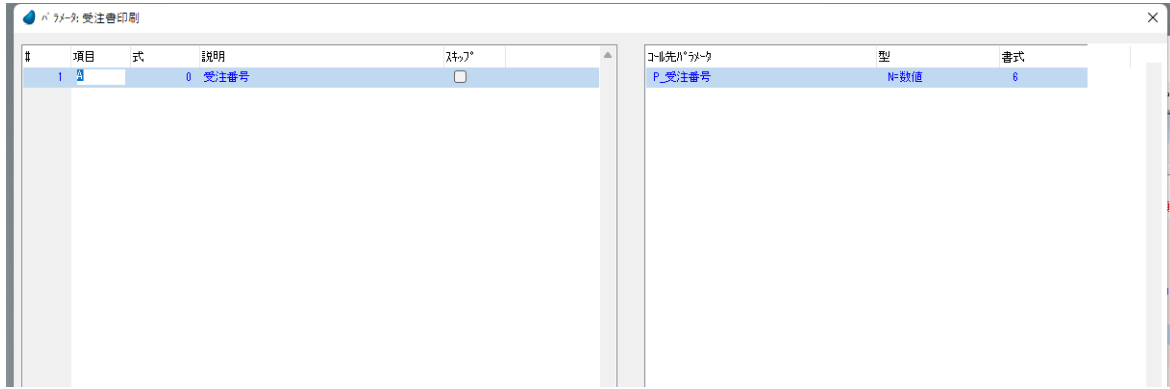 ﾊﾟﾗﾒｰﾀ: 受注書印刷
# 項目 式 説明 ｽｷｯﾌﾟ
1 A 0 受注番号
ｺｰﾙ先ﾊﾟﾗﾒｰﾀ 型 書式
P_受注番号 N=数値 6